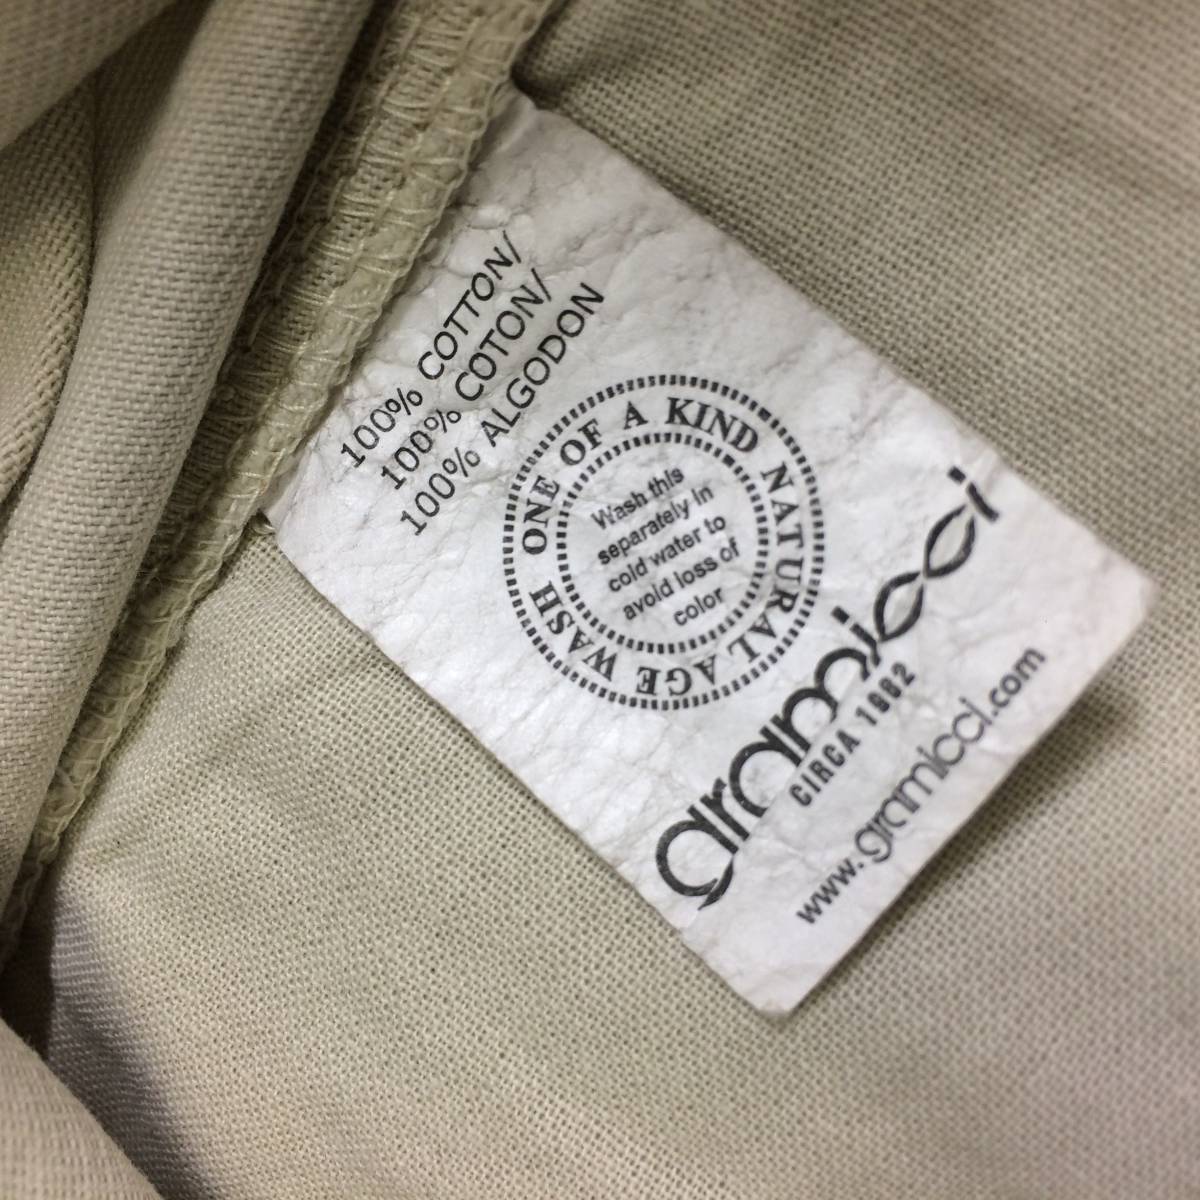 100% COTTON/
100% COTON/
100% ALGODON
ONE OF A KIND NATURAL AGE WASH
Wash this
separately in
cold water to
avoid loss of
color
gramicci
CIRCA 1982
www.gramicci.com